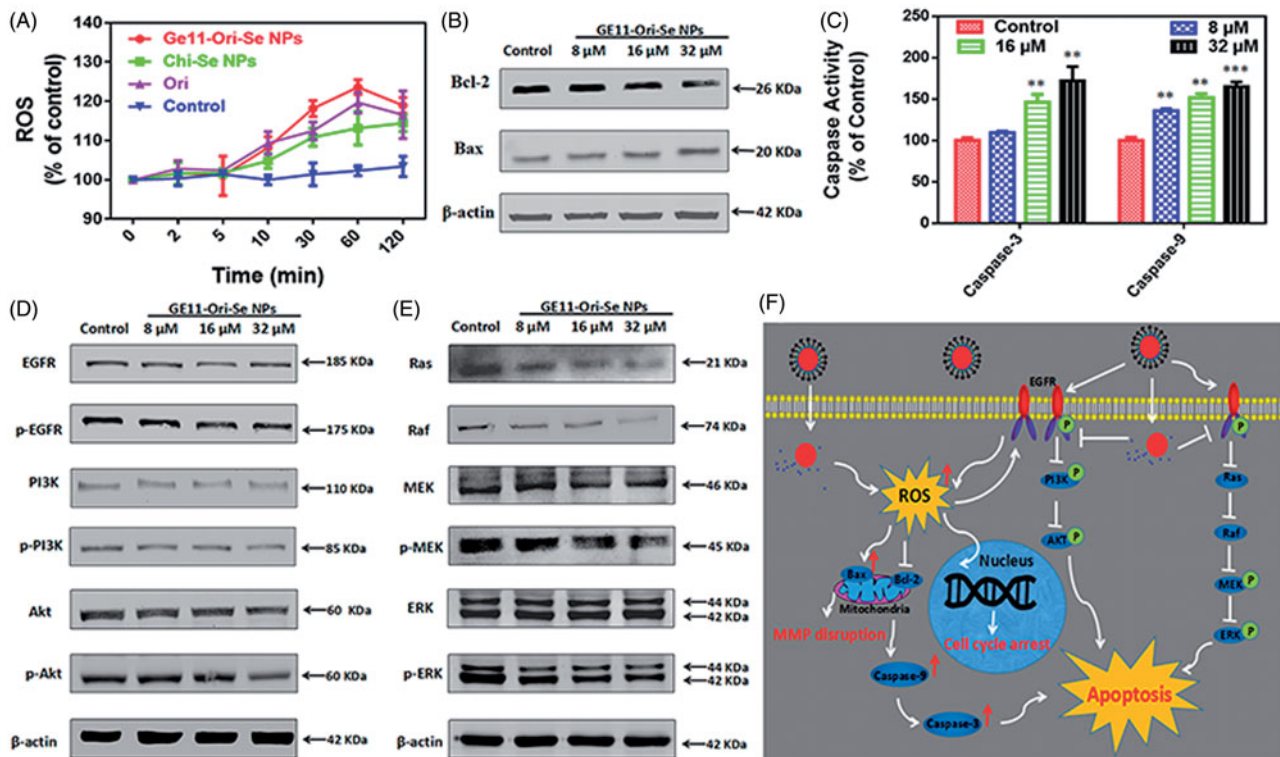 (A)
140
130
120
110
100
90
ROS
(% of control)
Ge11-Ori-Se NPs
Chi-Se NPs
Ori
Control
0 2 5 10 30 60 120
Time (min)
(B)
GE11-Ori-Se NPs
Control 8 μM 16 μM 32 μM
Bcl-2 26 KDa
Bax 20 KDa
β-actin 42 KDa
(C)
250
200
150
100
50
0
Caspase Activity
(% of Control)
Control 8 μM
16 μM 32 μM
** **
** ** ***
Caspase-3 Caspase-9
(D)
GE11-Ori-Se NPs
Control 8 μM 16 μM 32 μM
EGFR 185 KDa
p-EGFR 175 KDa
PI3K 110 KDa
p-PI3K 85 KDa
Akt 60 KDa
p-Akt 60 KDa
β-actin 42 KDa
(E)
GE11-Ori-Se NPs
Control 8 μM 16 μM 32 μM
Ras 21 KDa
Raf 74 KDa
MEK 46 KDa
p-MEK 45 KDa
ERK 44 KDa
42 KDa
p-ERK 44 KDa
42 KDa
β-actin 42 KDa
(F)
EGFR
P P
PI3K P
Ras
ROS
AKT P
Raf
Nucleus
Bax Bcl-2
Mitochondria
MEK P
MMP disruption
Cell cycle arrest
ERK P
Caspase-9
Apoptosis
Caspase-3